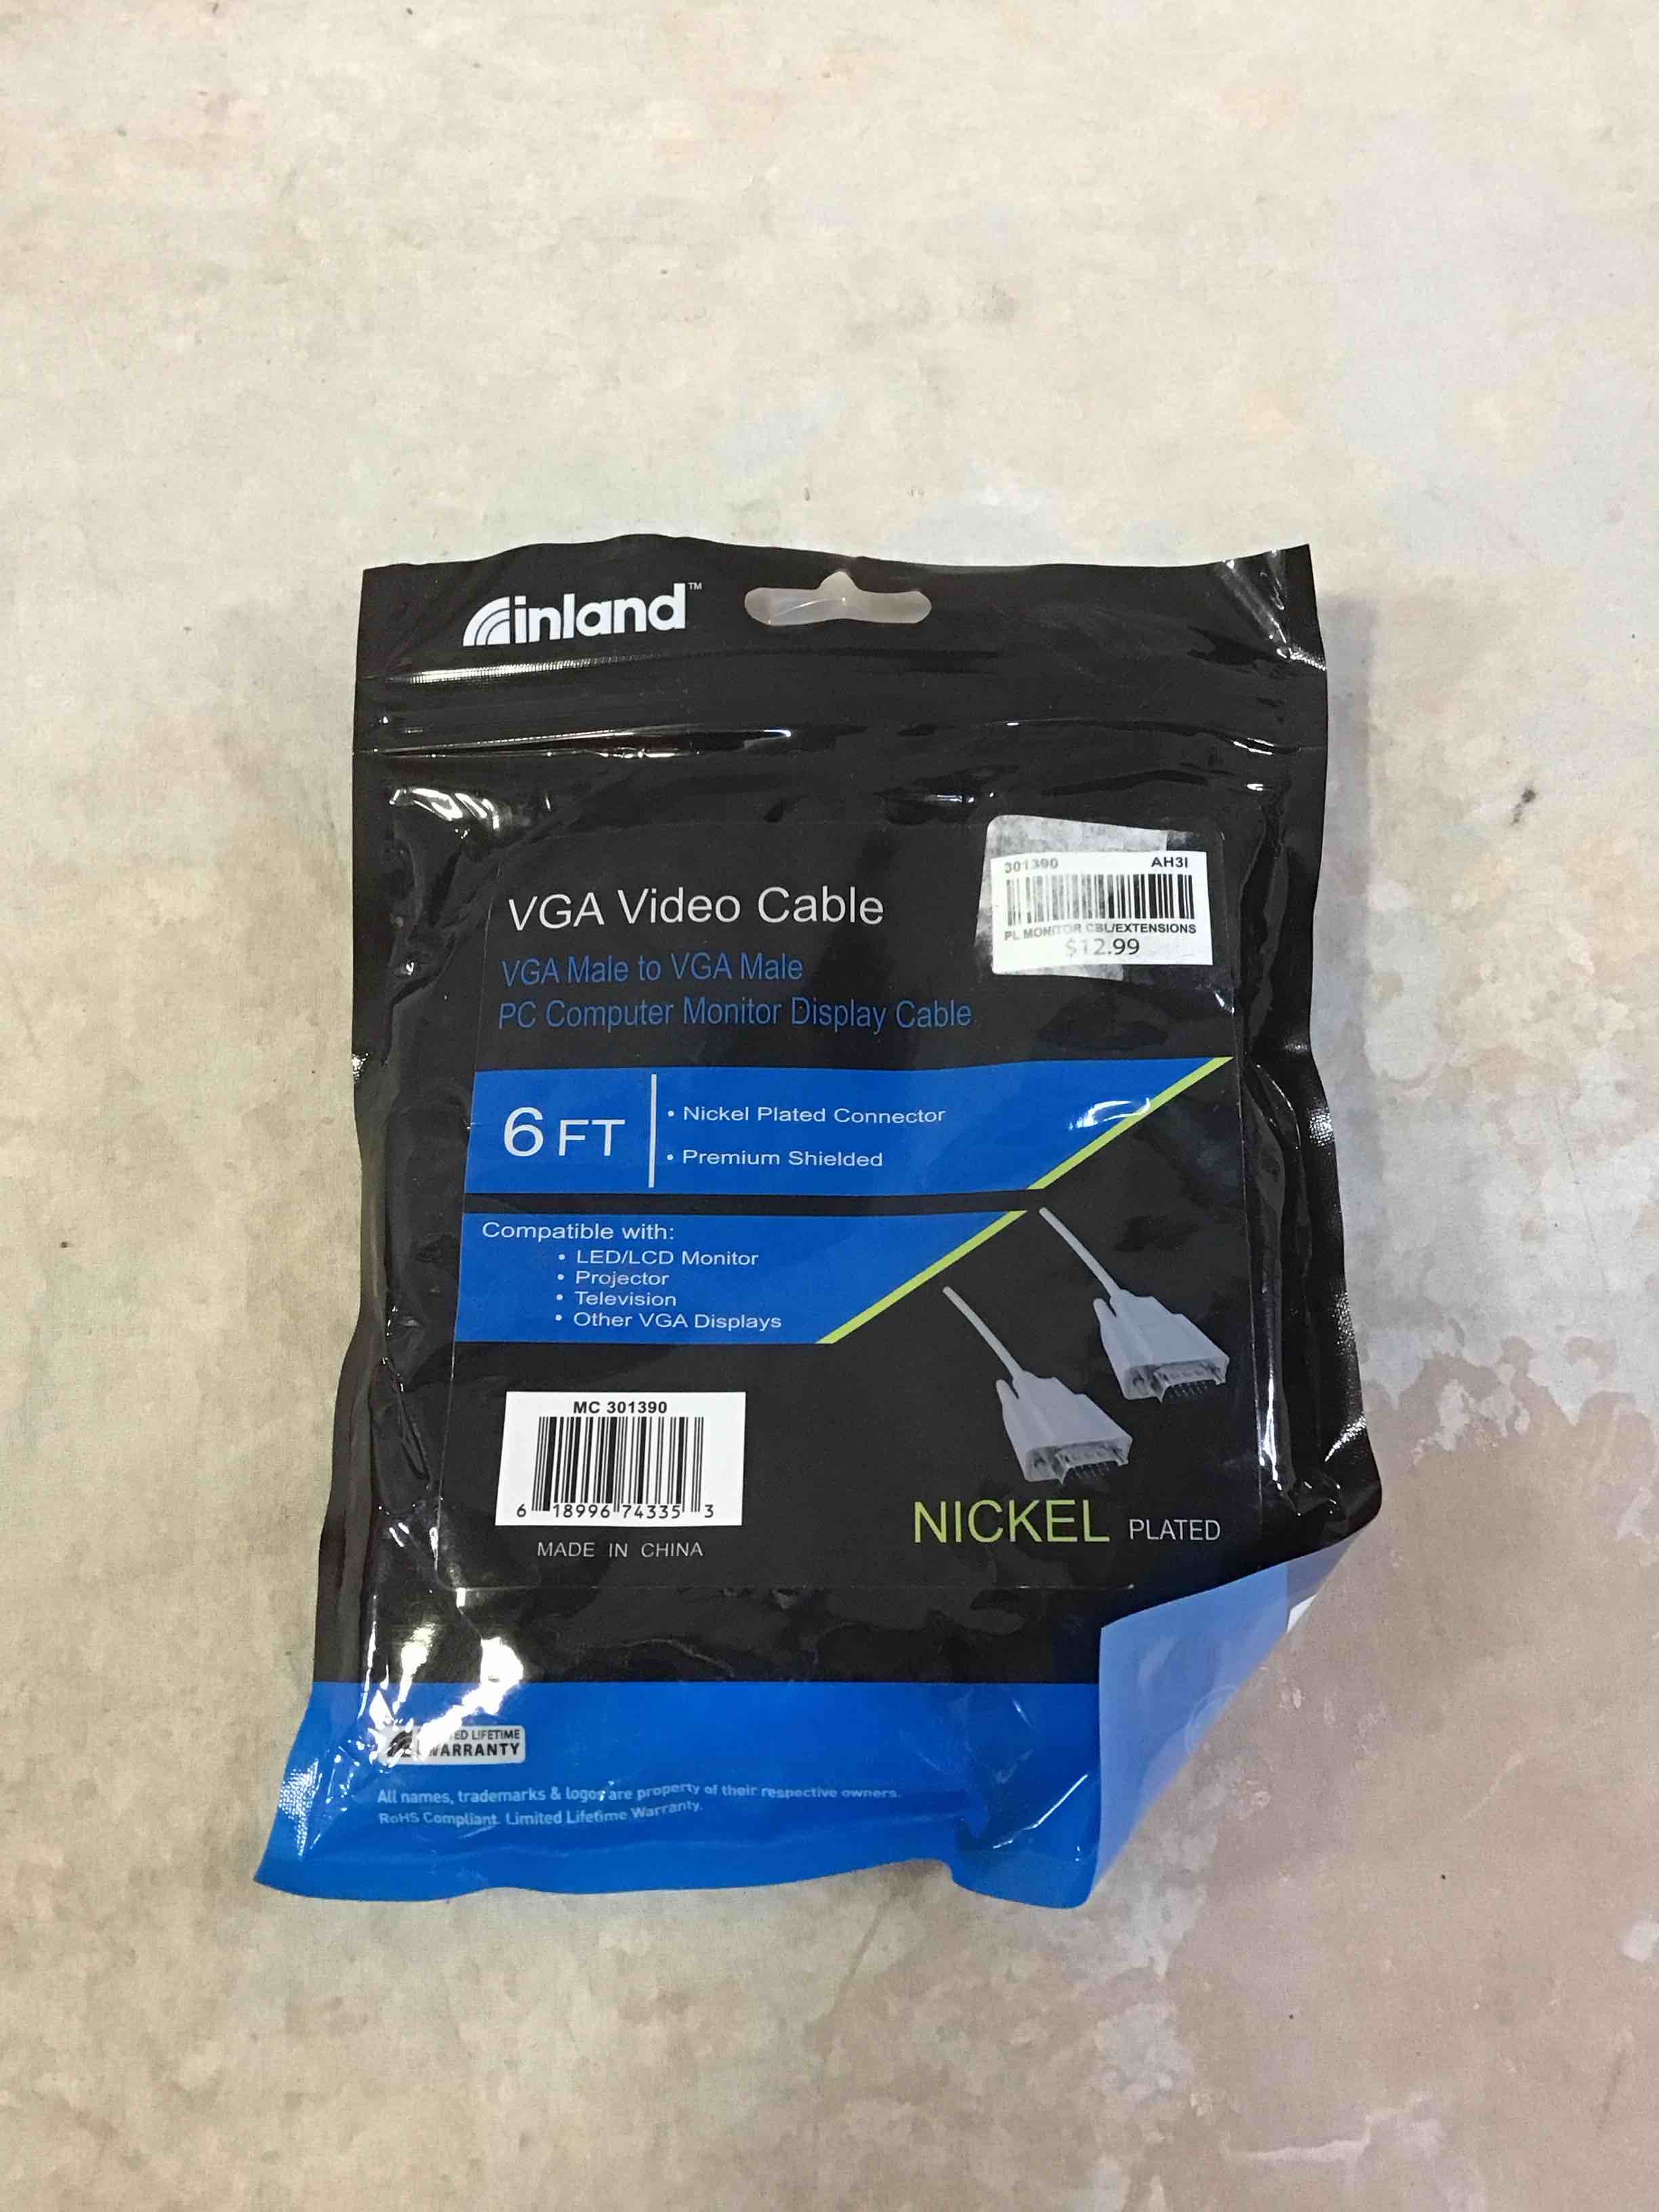 inland™
301390 AH3I
PL MONITOR CBL/EXTENSIONS
$12.99
VGA Video Cable
VGA Male to VGA Male
PC Computer Monitor Display Cable
6 FT
• Nickel Plated Connector
• Premium Shielded
Compatible with:
• LED/LCD Monitor
• Projector
• Television
• Other VGA Displays
MC 301390
6 18996 74335 3
MADE IN CHINA
NICKEL PLATED
LIFETIME
WARRANTY
All names, trademarks & logos are property of their respective owners.
RoHS Compliant. Limited Lifetime Warranty.